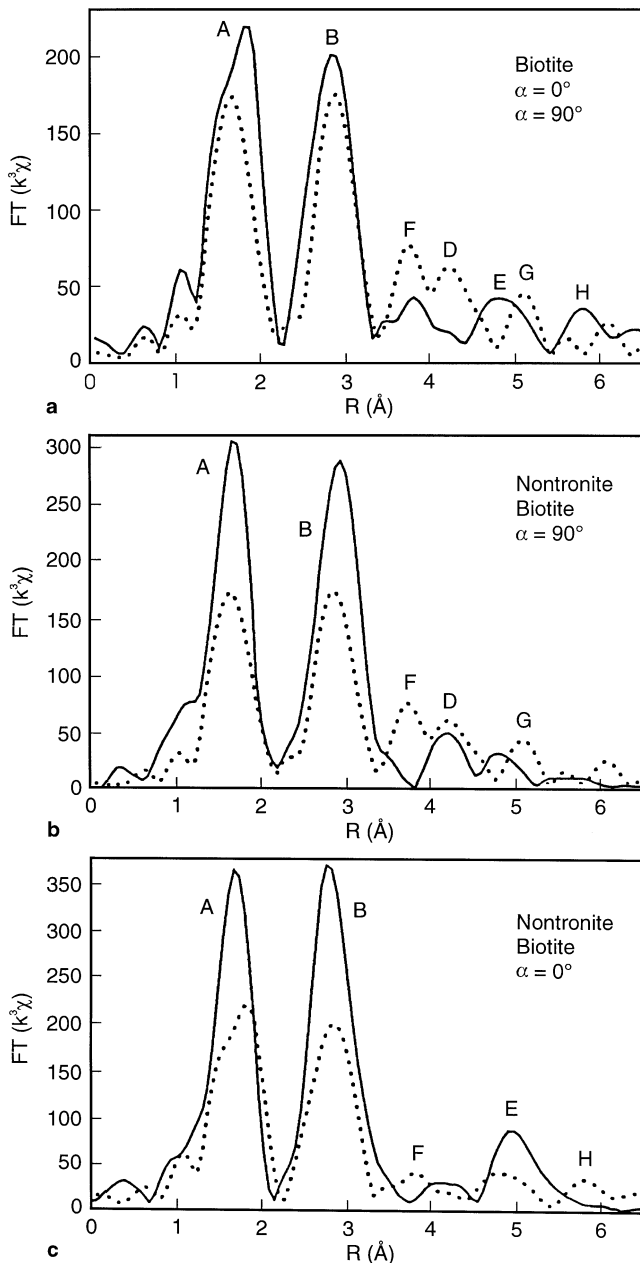 A
B
Biotite
α = 0°
α = 90°
F
D
E
G
H
FT (k³χ)
200
150
100
50
0
0 1 2 3 4 5 6
a
R (Å)
A
B
Nontronite
Biotite
α = 90°
F
D
G
FT (k³χ)
300
250
200
150
100
50
0
0 1 2 3 4 5 6
b
R (Å)
A
B
Nontronite
Biotite
α = 0°
E
F
H
FT (k³χ)
350
300
250
200
150
100
50
0
0 1 2 3 4 5 6
c
R (Å)